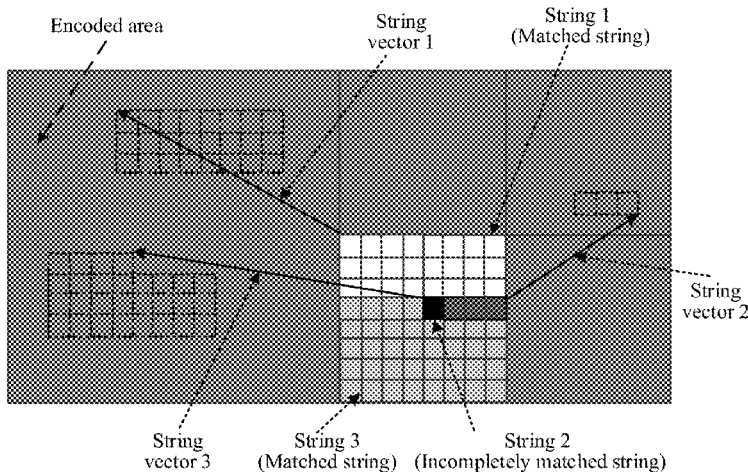 Encoded area
String
vector 1
String 1
(Matched string)
String
vector 2
String
vector 3
String 3
(Matched string)
String 2
(Incompletely matched string)